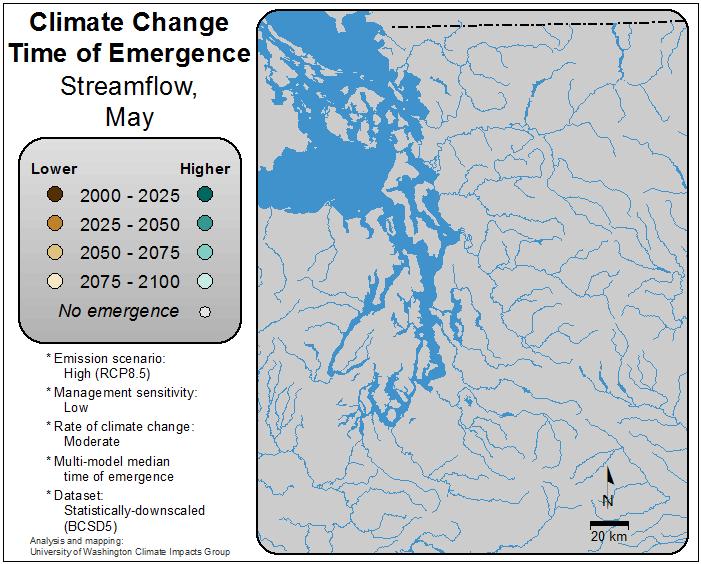 Climate Change
Time of Emergence
Streamflow,
May
Lower Higher
2000 - 2025
2025 - 2050
2050 - 2075
2075 - 2100
No emergence
* Emission scenario:
High (RCP8.5)
* Management sensitivity:
Low
* Rate of climate change:
Moderate
* Multi-model median
time of emergence
* Dataset:
Statistically-downscaled
(BCSD5)
Analysis and mapping:
University of Washington Climate Impacts Group
N
20 km